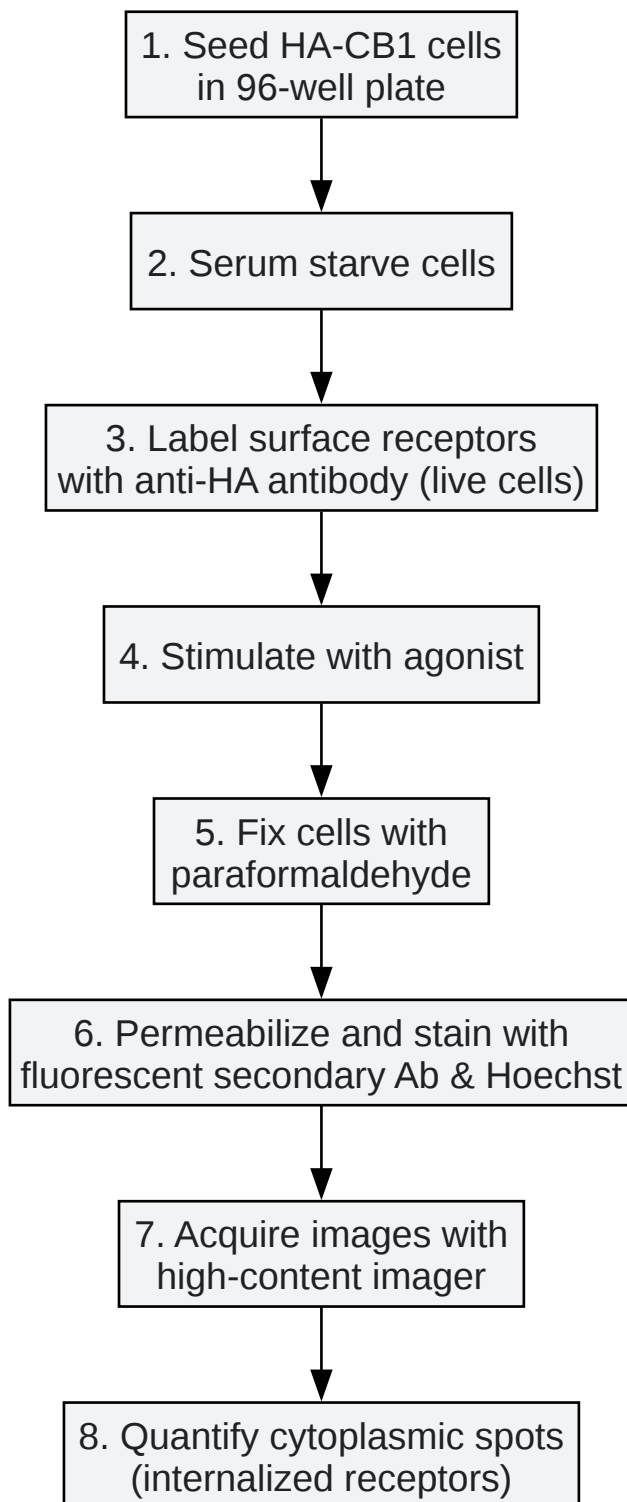 1. Seed HA-CB1 cells
in 96-well plate
2. Serum starve cells
3. Label surface receptors
with anti-HA antibody (live cells)
4. Stimulate with agonist
5. Fix cells with
paraformaldehyde
6. Permeabilize and stain with
fluorescent secondary Ab & Hoechst
7. Acquire images with
high-content imager
8. Quantify cytoplasmic spots
(internalized receptors)